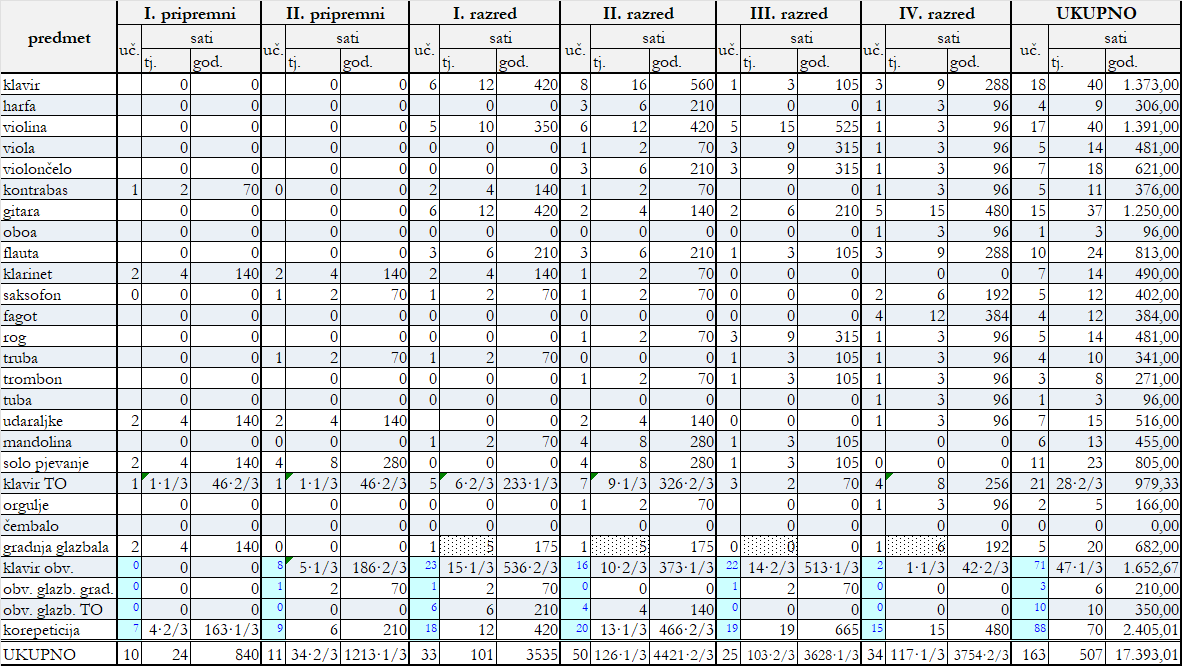 predmet I. pripremni II. pripremni I. razred II. razred III. razred IV. razred UKUPNO
uč. sati uč. sati uč. sati uč. sati uč. sati uč. sati uč. sati
tj. god. tj. god. tj. god. tj. god. tj. god. tj. god. tj. god.
klavir 0 0 0 0 6 12 420 8 16 560 1 3 105 3 9 288 18 40 1.373,00
harfa 0 0 0 0 0 0 3 6 210 0 0 1 3 96 4 9 306,00
violina 0 0 0 0 5 10 350 6 12 420 5 15 525 1 3 96 17 40 1.391,00
viola 0 0 0 0 0 0 0 1 2 70 3 9 315 1 3 96 5 14 481,00
violončelo 0 0 0 0 0 0 0 3 6 210 3 9 315 1 3 96 7 18 621,00
kontrabas 1 2 70 0 0 0 2 4 140 1 2 70 0 0 1 3 96 5 11 376,00
gitara 0 0 0 0 6 12 420 2 4 140 2 6 210 5 15 480 15 37 1.250,00
oboa 0 0 0 0 0 0 0 0 0 0 0 0 0 1 3 96 1 3 96,00
flauta 0 0 0 0 3 6 210 3 6 210 1 3 105 3 9 288 10 24 813,00
klarinet 2 4 140 2 4 140 2 4 140 1 2 70 0 0 0 0 0 7 14 490,00
saksofon 0 0 0 1 2 70 1 2 70 1 2 70 0 0 0 2 6 192 5 12 402,00
fagot 0 0 0 0 0 0 0 0 0 0 0 0 4 12 384 4 12 384,00
rog 0 0 0 0 0 0 1 2 70 3 9 315 1 3 96 5 14 481,00
truba 0 0 1 2 70 1 2 70 0 0 0 1 3 105 1 3 96 4 10 341,00
trombon 0 0 0 0 0 0 1 2 70 1 3 105 1 3 96 3 8 271,00
tuba 0 0 0 0 0 0 0 0 0 0 0 1 3 96 1 3 96,00
udaraljke 2 4 140 2 4 140 0 0 2 4 140 0 0 0 1 3 96 7 15 516,00
mandolina 0 0 0 0 0 1 2 70 4 8 280 1 3 105 0 0 6 13 455,00
solo pjevanje 2 4 140 4 8 280 0 0 0 4 8 280 1 3 105 0 0 0 11 23 805,00
klavir TO 1 1·1/3 46·2/3 1 1·1/3 46·2/3 5 6·2/3 233·1/3 7 9·1/3 326·2/3 3 2 70 4 8 256 21 28·2/3 979,33
orgulje 0 0 0 0 0 0 1 2 70 0 0 1 3 96 2 5 166,00
čembalo 0 0 0 0 0 0 0 0 0 0 0 0 0 0 0,00
gradnja glazbala 2 4 140 0 0 0 1 5 175 1 5 175 0 0 0 1 6 192 5 20 682,00
klavir obv. 0 0 0 8 5·1/3 186·2/3 23 15·1/3 536·2/3 16 10·2/3 373·1/3 22 14·2/3 513·1/3 2 1·1/3 42·2/3 71 47·1/3 1.652,67
obv. glazb. grad. 0 0 0 1 2 70 1 2 70 0 0 1 2 70 0 0 0 3 6 210,00
obv. glazb. TO 0 0 0 0 0 0 6 6 210 4 4 140 0 0 0 0 0 0 10 10 350,00
korepeticija 7 4·2/3 163·1/3 9 6 210 18 12 420 20 13·1/3 466·2/3 19 19 665 15 15 480 88 70 2.405,01
UKUPNO 10 24 840 11 34·2/3 1213·1/3 33 101 3535 50 126·1/3 4421·2/3 25 103·2/3 3628·1/3 34 117·1/3 3754·2/3 163 507 17.393,01